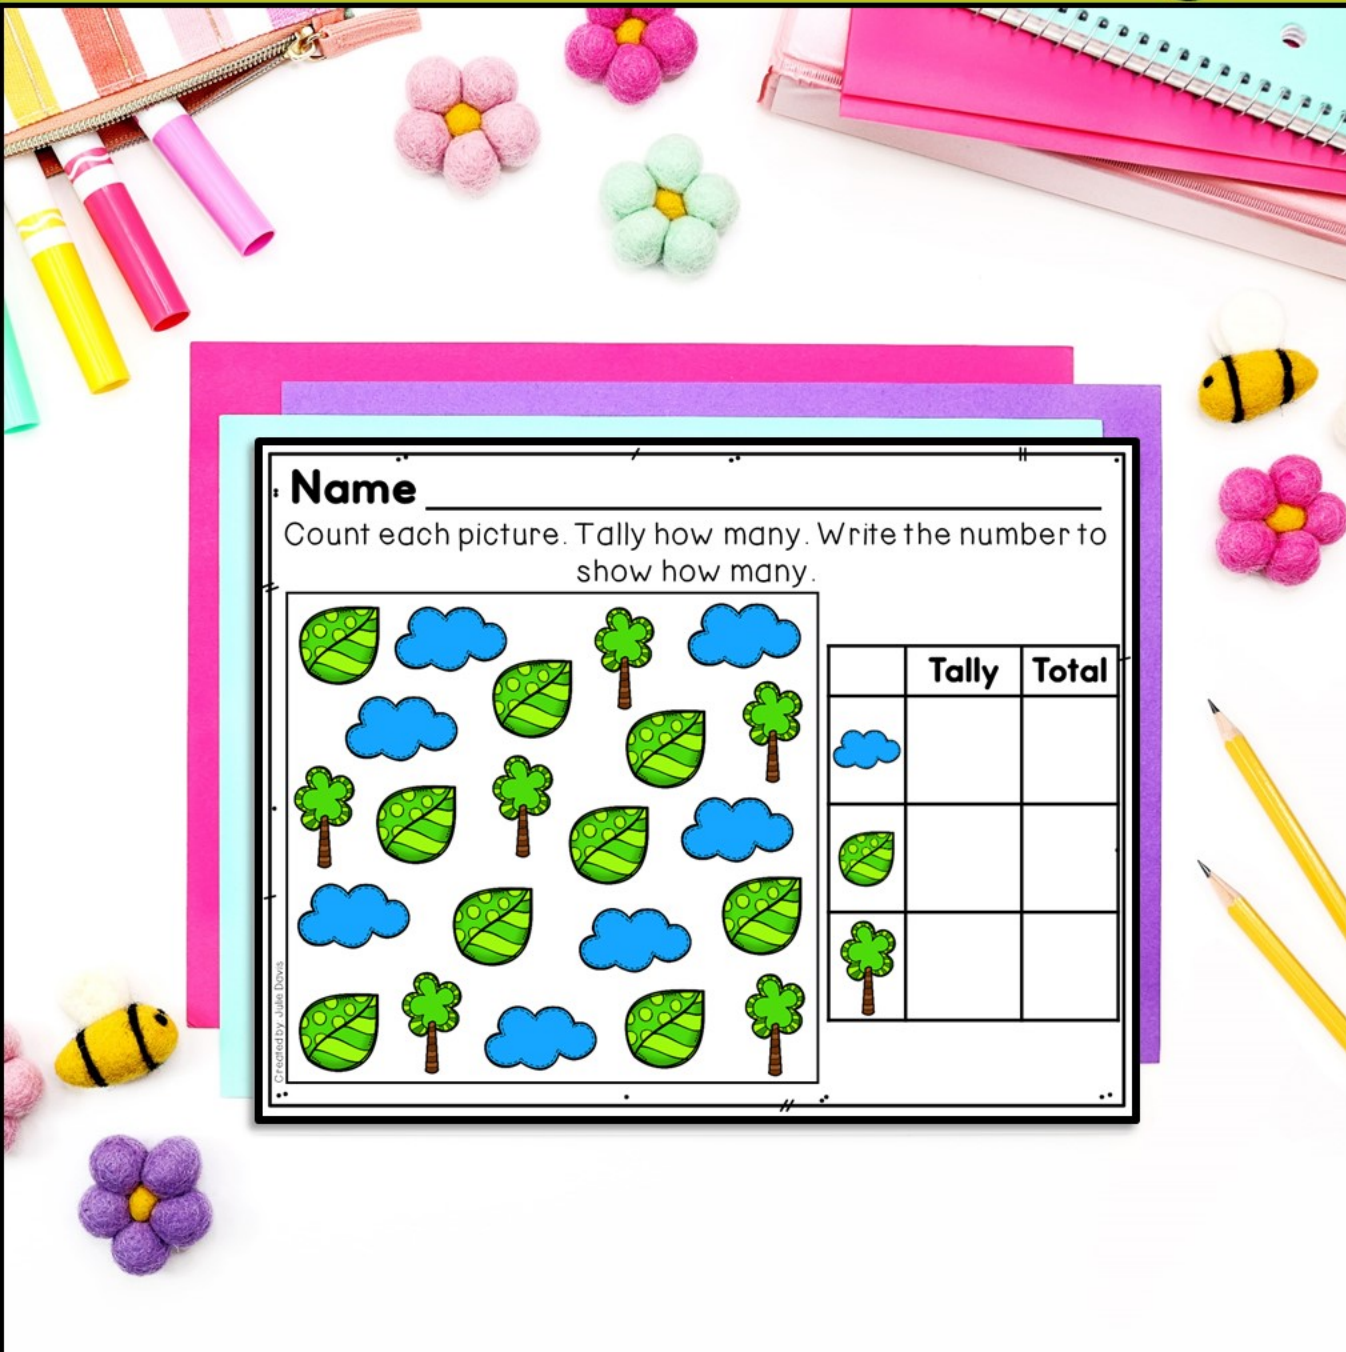 Name
Count each picture. Tally how many. Write the number to
show how many.
Tally Total
Created by: Julie Davis